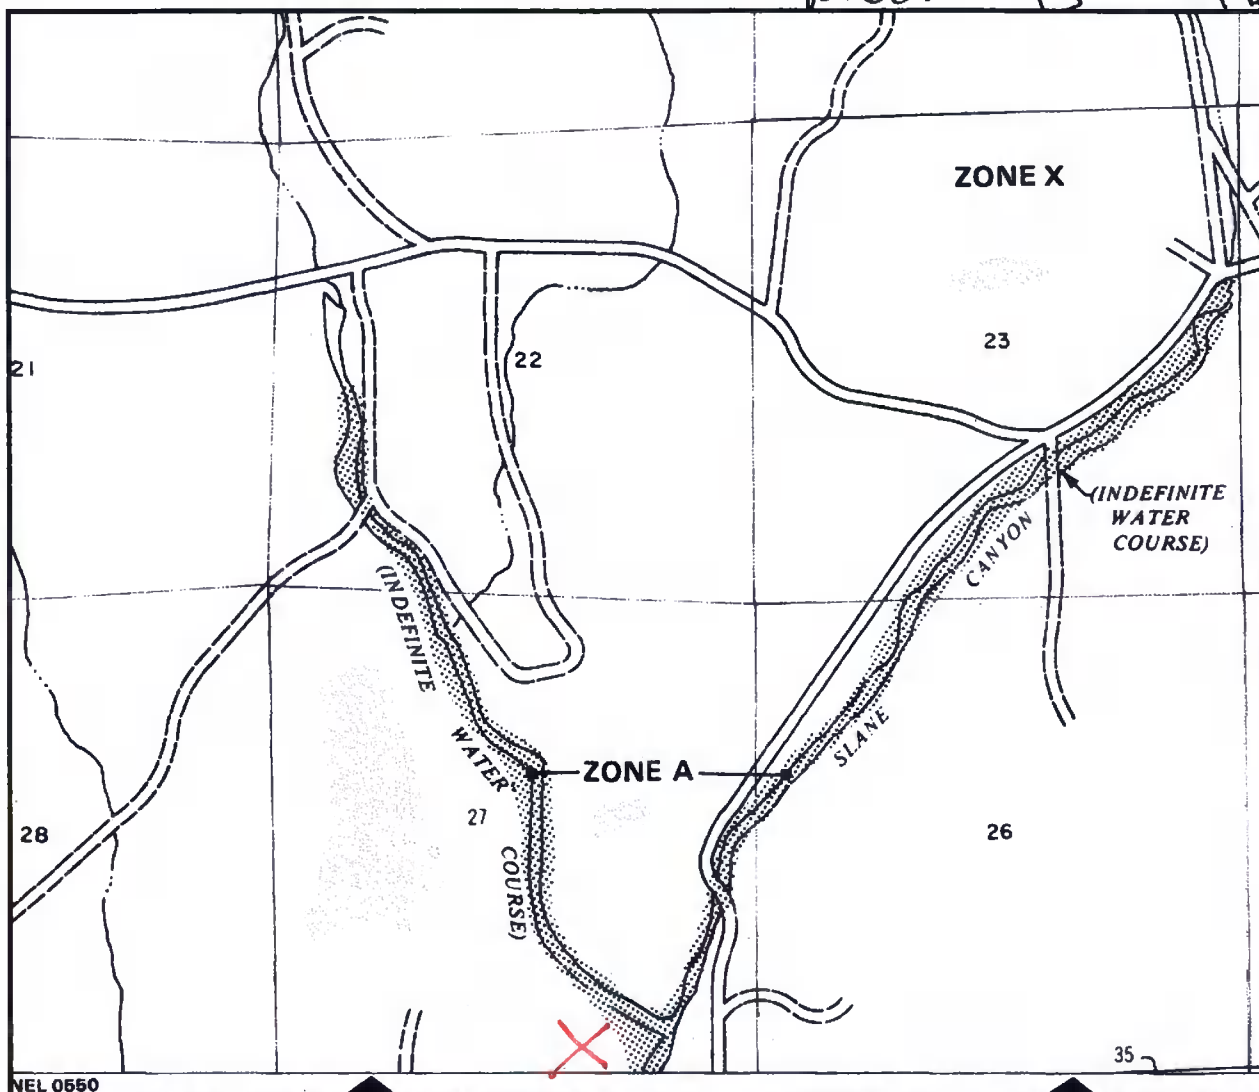 ZONE X
23
21
22
(INDEFINITE
WATER
COURSE)
CANYON
(INDEFINITE
WATER
COURSE)
SLANE
ZONE A
27
28
26
35
NEL 0550